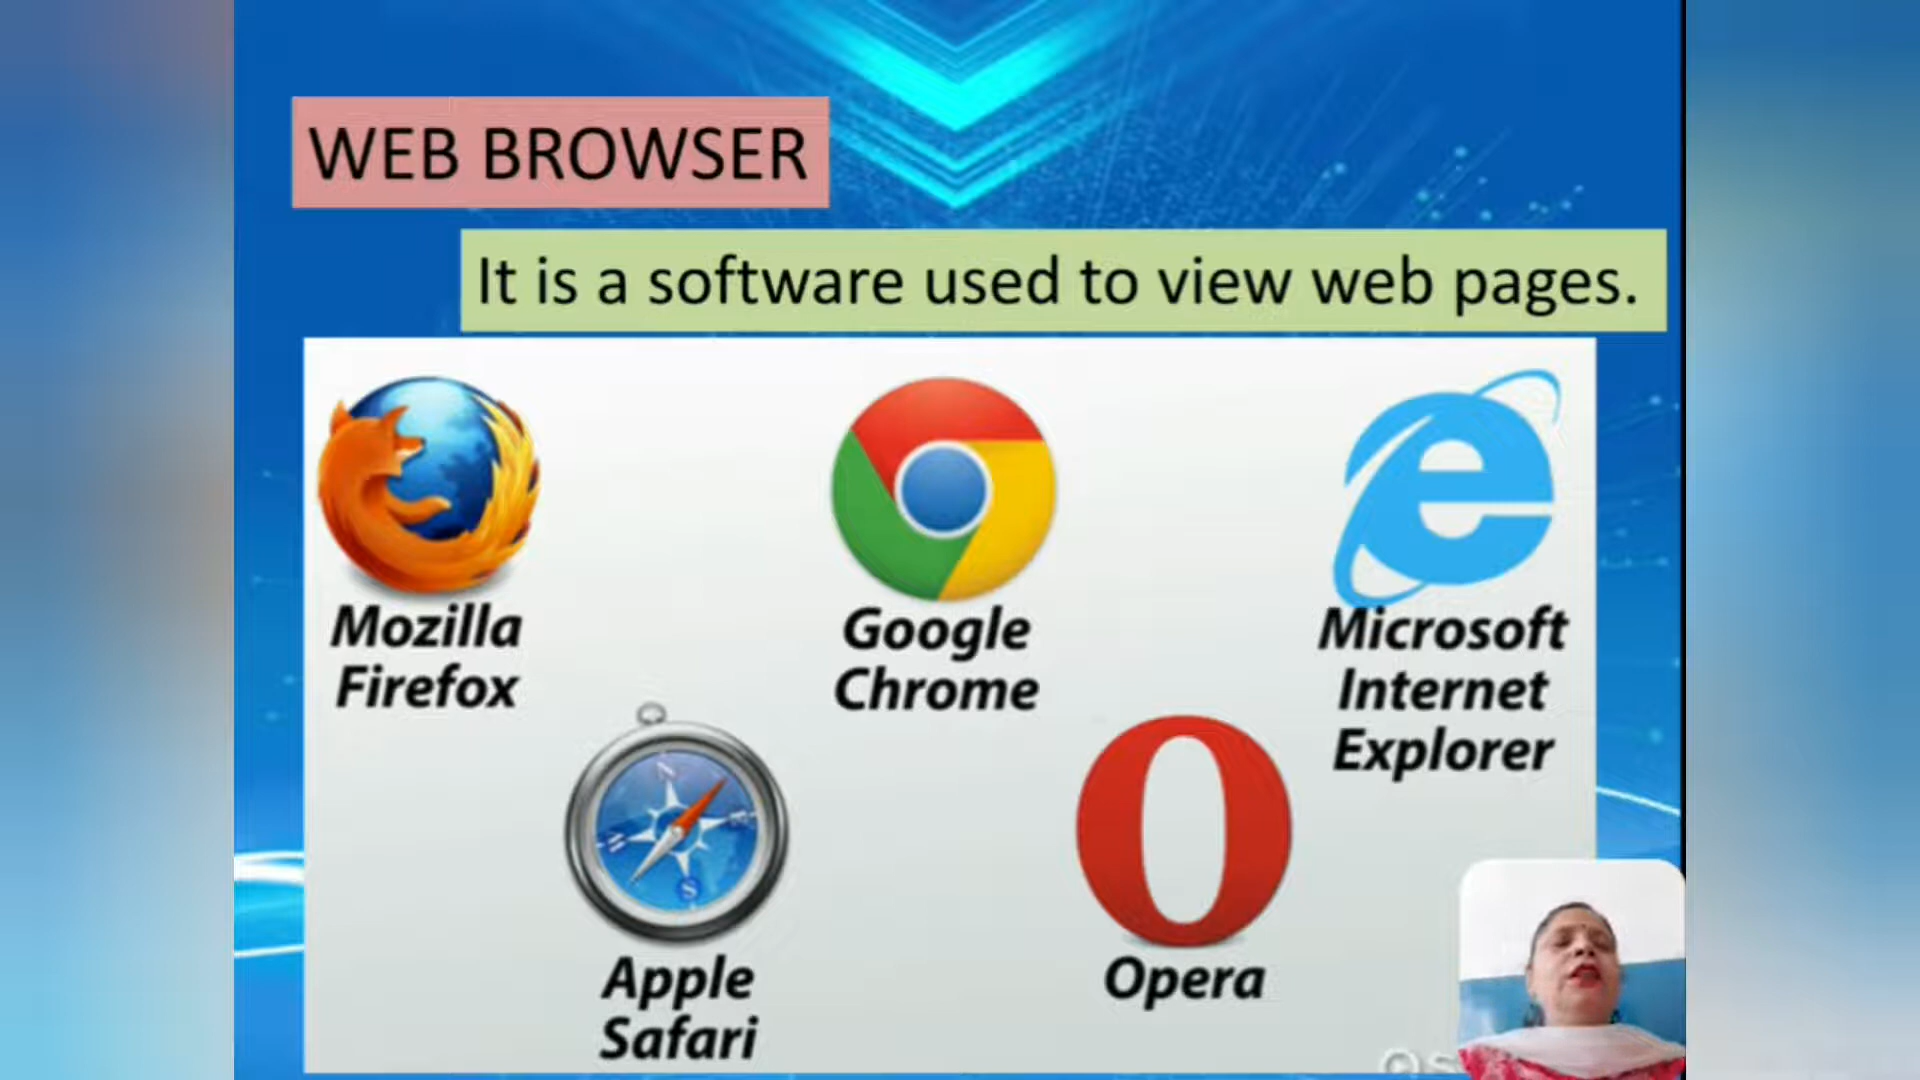 WEB BROWSER
It is a software used to view web pages.
Mozilla
Firefox
Google
Chrome
Microsoft
Internet
Explorer
Apple
Safari
Opera